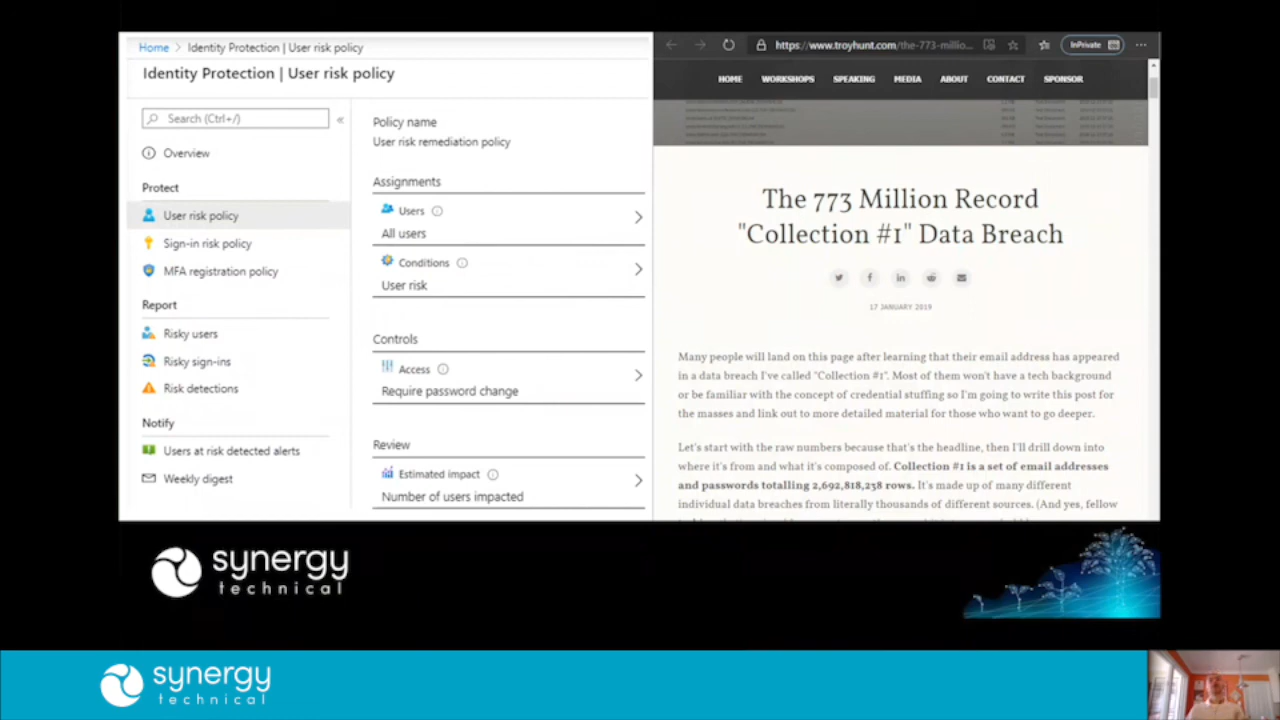 Home > Identity Protection | User risk policy
Identity Protection | User risk policy
Search (Ctrl+/)
«
Overview
Protect
User risk policy
Sign-in risk policy
MFA registration policy
Report
Risky users
Risky sign-ins
Risk detections
Notify
Users at risk detected alerts
Weekly digest
Policy name
User risk remediation policy
Assignments
Users
All users
Conditions
User risk
Controls
Access
Require password change
Review
Estimated impact
Number of users impacted
https://www.troyhunt.com/the-773-millio...
InPrivate
HOME WORKSHOPS SPEAKING MEDIA ABOUT CONTACT SPONSOR
The 773 Million Record
"Collection #1" Data Breach
17 JANUARY 2019
Many people will land on this page after learning that their email address has appeared
in a data breach I've called "Collection #1". Most of them won't have a tech background
or be familiar with the concept of credential stuffing so I'm going to write this post for
the masses and link out to more detailed material for those who want to go deeper.
Let's start with the raw numbers because that's the headline, then I'll drill down into
where it's from and what it's composed of. Collection #1 is a set of email addresses
and passwords totalling 2,692,818,238 rows. It's made up of many different
individual data breaches from literally thousands of different sources. (And yes, fellow
synergy
technical
synergy
technical